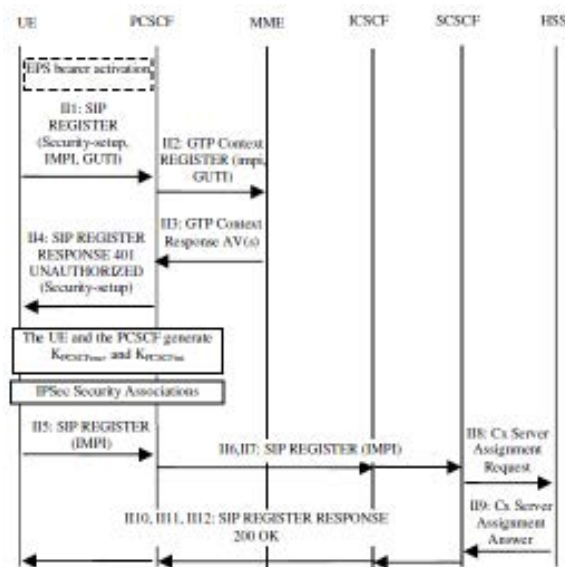 UE PCSCF MME ICSCF SCSCF HSS
EPS bearer activation
II1: SIP
REGISTER
(Security-setup,
IMPI, GUTI)
II2: GTP Context
REGISTER (impi,
GUTI)
II3: GTP Context
Response AV(s)
II4: SIP REGISTER
RESPONSE 401
UNAUTHORIZED
(Security-setup)
The UE and the PCSCF generate
and
IPSec Security Associations
II5: SIP REGISTER
(IMPI)
II6,II7: SIP REGISTER (IMPI)
II8: Cx Server
Assignment
Request
II9: Cx Server
Assignment
Answer
II10, II11, II12: SIP REGISTER RESPONSE
200 OK